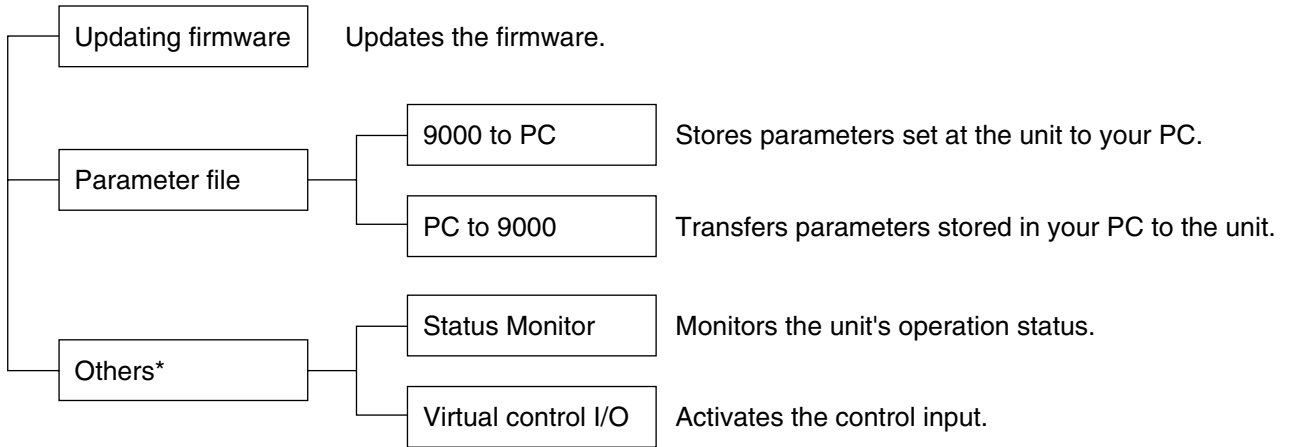 Updating firmware Updates the firmware.
9000 to PC Stores parameters set at the unit to your PC.
Parameter file
PC to 9000 Transfers parameters stored in your PC to the unit.
Status Monitor Monitors the unit's operation status.
Others*
Virtual control I/O Activates the control input.